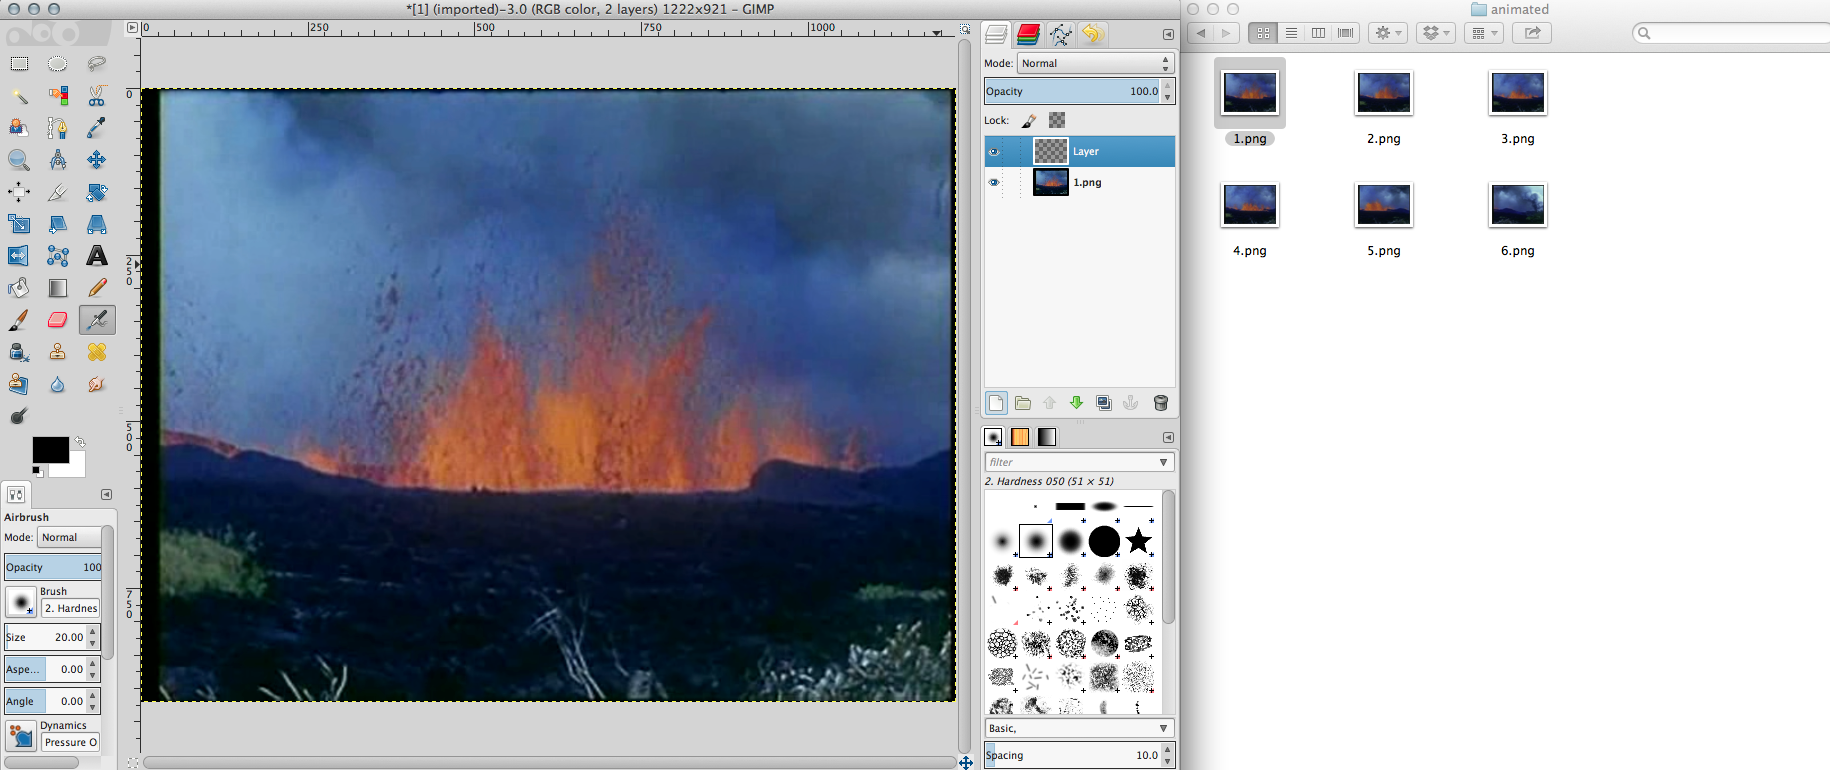 *[1] (imported)-3.0 (RGB color, 2 layers) 1222x921 – GIMP
0 250 500 750 1000
0
250
500
750
Airbrush
Mode: Normal
Opacity 100
Brush
2. Hardnes
Size 20.00
Aspe... 0.00
Angle 0.00
Dynamics
Pressure O
Mode: Normal
Opacity 100.0
Lock:
Layer
1.png
filter
2. Hardness 050 (51 × 51)
Basic,
Spacing 10.0
animated
1.png 2.png 3.png
4.png 5.png 6.png